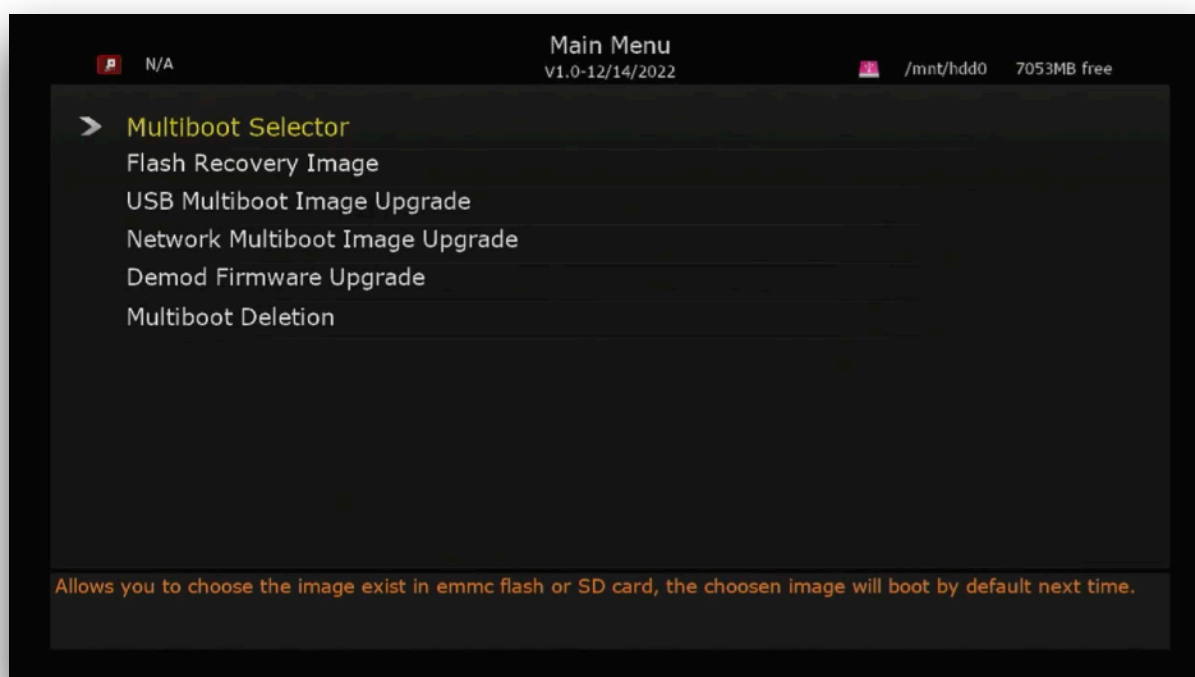 Main Menu
N/A
V1.0-12/14/2022
/mnt/hdd0 7053MB free
Multiboot Selector
Flash Recovery Image
USB Multiboot Image Upgrade
Network Multiboot Image Upgrade
Demod Firmware Upgrade
Multiboot Deletion
Allows you to choose the image exist in emmc flash or SD card, the choosen image will boot by default next time.